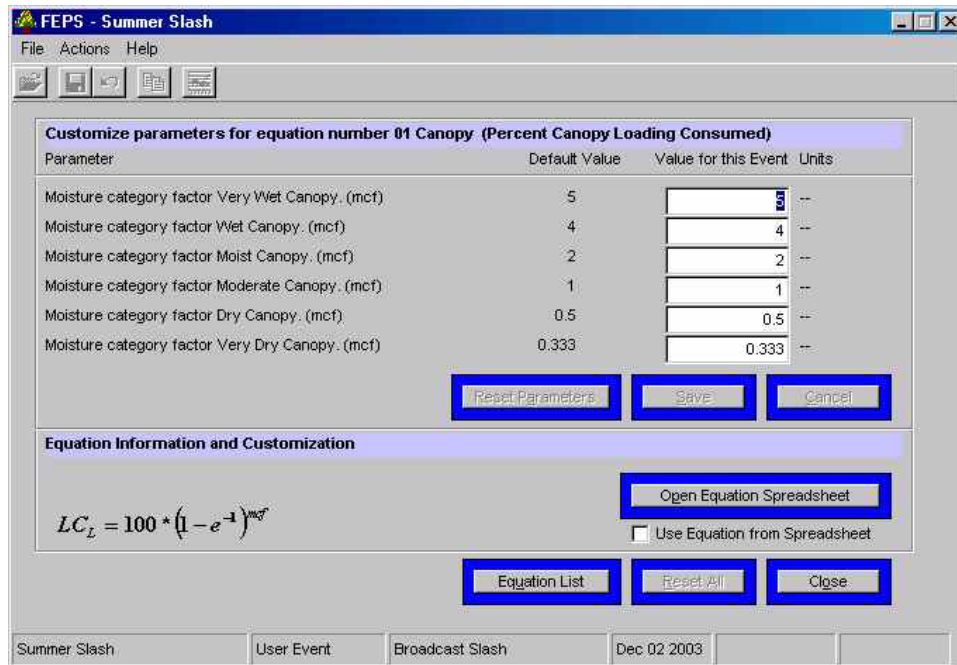 FEPS - Summer Slash
File Actions Help
Customize parameters for equation number 01 Canopy (Percent Canopy Loading Consumed)
Parameter Default Value Value for this Event Units
Moisture category factor Very Wet Canopy. (mcf) 5 5 --
Moisture category factor Wet Canopy. (mcf) 4 4 --
Moisture category factor Moist Canopy. (mcf) 2 2 --
Moisture category factor Moderate Canopy. (mcf) 1 1 --
Moisture category factor Dry Canopy. (mcf) 0.5 0.5 --
Moisture category factor Very Dry Canopy. (mcf) 0.333 0.333 --
Reset Parameters Save Cancel
Equation Information and Customization
Open Equation Spreadsheet
LC_L = 100 * (1 - e^-1)^mcf
Use Equation from Spreadsheet
Equation List Reset All Close
Summer Slash User Event Broadcast Slash Dec 02 2003